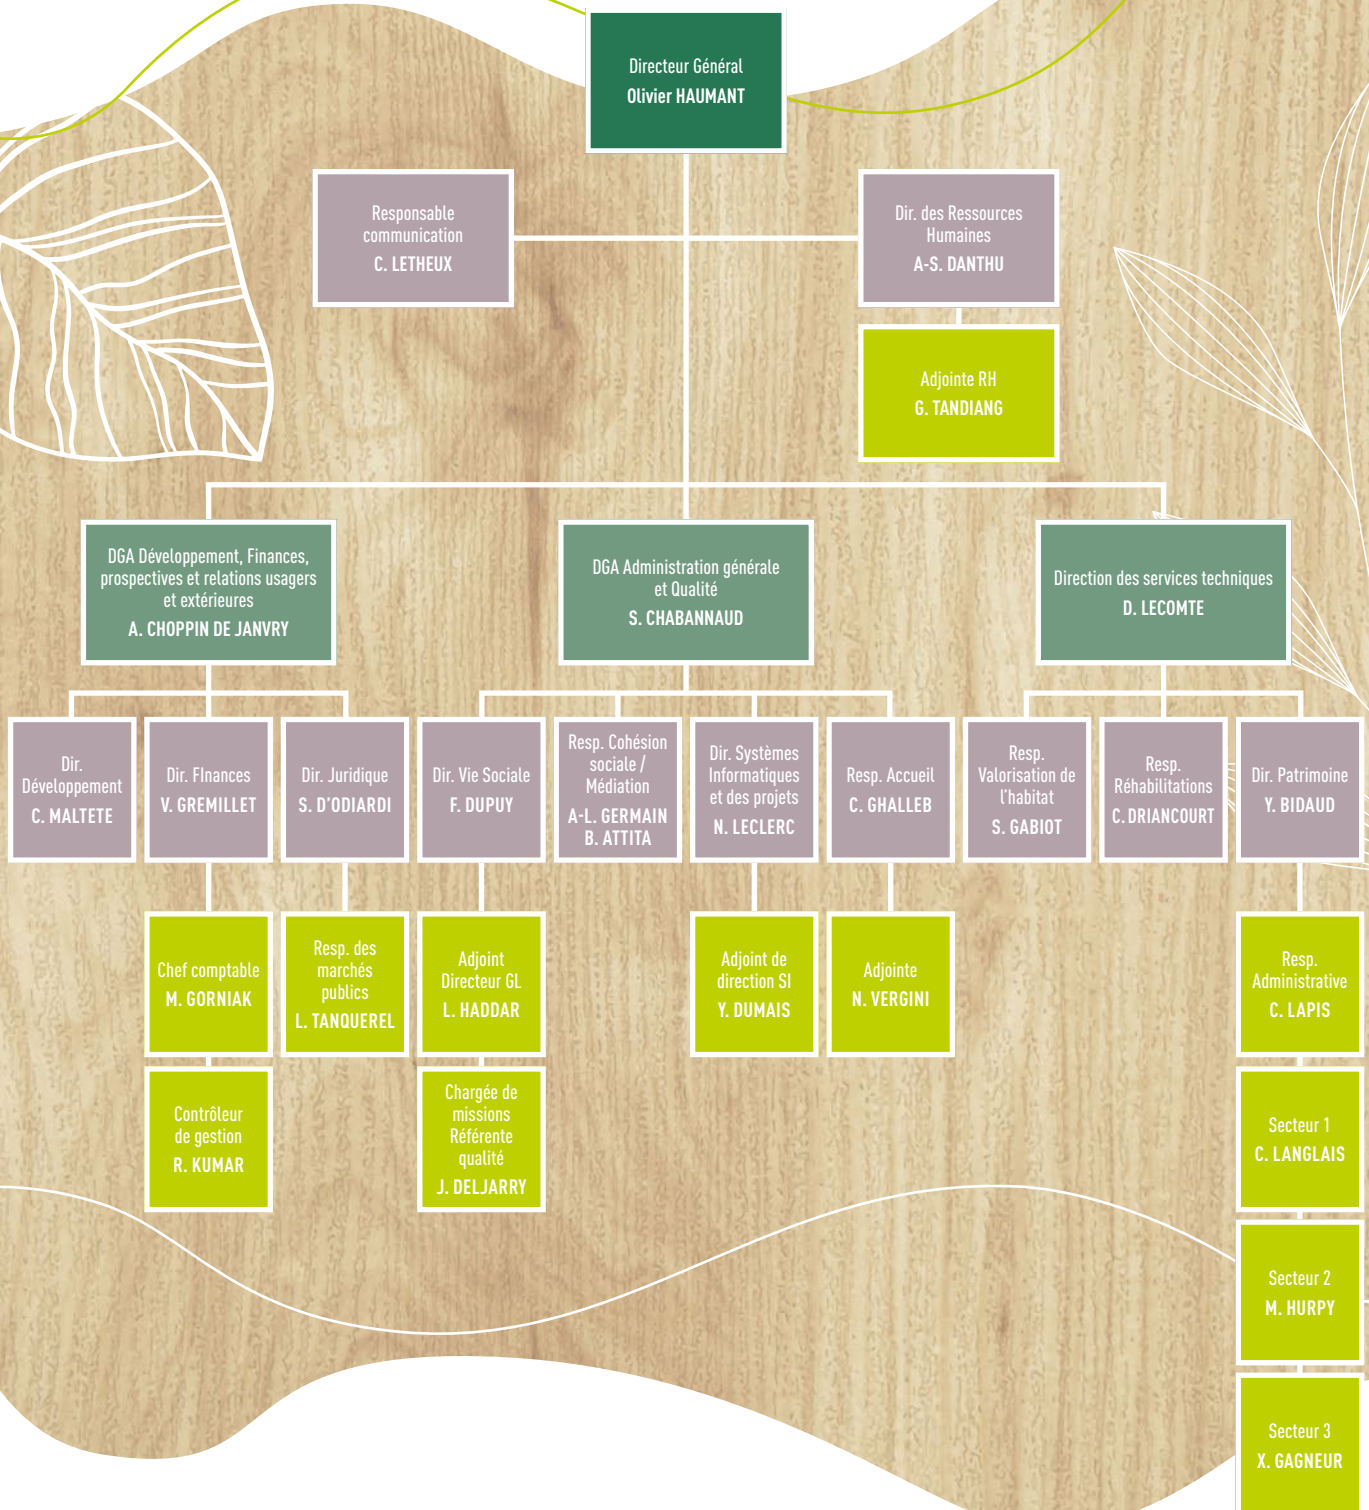 Directeur Général
Olivier HAUMANT
Responsable
communication
C. LETHEUX
Dir. des Ressources
Humaines
A-S. DANTHU
Adjointe RH
G. TANDIANG
DGA Développement, Finances,
prospectives et relations usagers
et extérieures
A. CHOPPIN DE JANVRY
DGA Administration générale
et Qualité
S. CHABANNAUD
Direction des services techniques
D. LECOMTE
Dir.
Développement
C. MALTETE
Dir. FInances
V. GREMILLET
Dir. Juridique
S. D'ODIARDI
Dir. Vie Sociale
F. DUPUY
Resp. Cohésion
sociale /
Médiation
A-L. GERMAIN
B. ATTITA
Dir. Systèmes
Informatiques
et des projets
N. LECLERC
Resp. Accueil
C. GHALLEB
Resp.
Valorisation de
l'habitat
S. GABIOT
Resp.
Réhabilitations
C. DRIANCOURT
Dir. Patrimoine
Y. BIDAUD
Chef comptable
M. GORNIAK
Resp. des
marchés
publics
L. TANQUEREL
Adjoint
Directeur GL
L. HADDAR
Adjoint de
direction SI
Y. DUMAIS
Adjointe
N. VERGINI
Resp.
Administrative
C. LAPIS
Contrôleur
de gestion
R. KUMAR
Chargée de
missions
Référente
qualité
J. DELJARRY
Secteur 1
C. LANGLAIS
Secteur 2
M. HURPY
Secteur 3
X. GAGNEUR